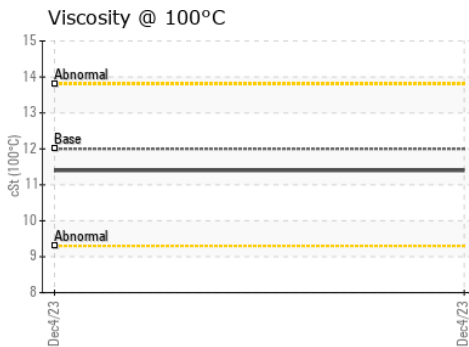 Viscosity @ 100°C
15
14
Abnormal
13
12
Base
11
10
Abnormal
9
8
cSt (100°C)
Dec4/23
Dec4/23